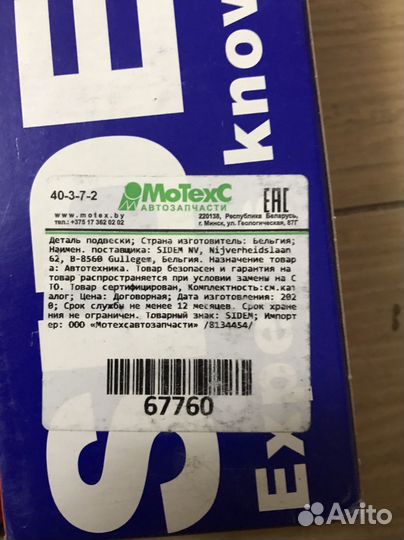 SIDEM
Expe
know
40-3-7-2
МоТехС
АВТОЗАПЧАСТИ
EAC
www.motex.by
тел.:+375 17 362 02 02
220138, Республика Беларусь,
г. Минск, ул. Геологическая, 87Г
Деталь подвески; Страна изготовитель: Бельгия;
Наимен. поставщика: SIDEM NV, Nijverheidslaan
62, B-8560 Gullegem, Бельгия. Назначение товар
а: Автотехника. Товар безопасен и гарантия на
товар распространяется при условии замены на С
ТО. Товар сертифицирован, Комплектность:см.кат
алог; Цена: Договорная; Дата изготовления: 202
0; Срок службы не менее 12 месяцев. Срок хране
ния не ограничен. Товарный знак: SIDEM; Импорт
ер: ООО «Мотехсавтозапчасти» /8134454/
67760
Avito